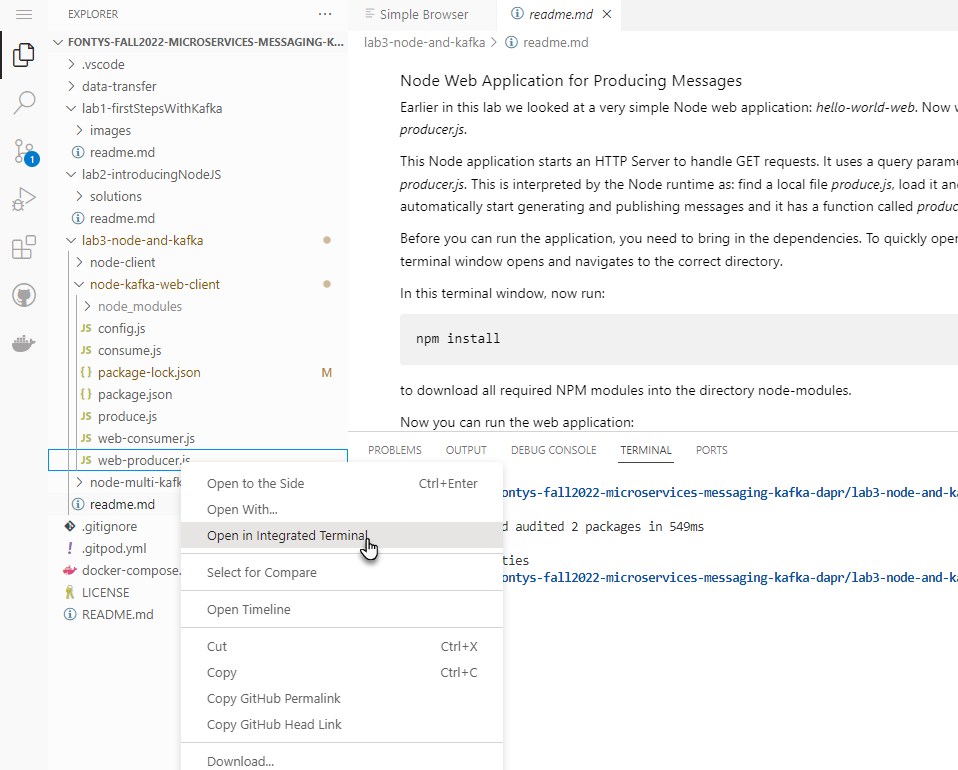 EXPLORER
···
FONTYS-FALL2022-MICROSERVICES-MESSAGING-K...
.vscode
data-transfer
lab1-firstStepsWithKafka
images
readme.md
lab2-introducingNodeJS
solutions
readme.md
lab3-node-and-kafka
node-client
node-kafka-web-client
node_modules
JS config.js
JS consume.js
{} package-lock.json M
{} package.json
JS produce.js
JS web-consumer.js
JS web-producer.js
node-multi-kafk
readme.md
.gitignore
! .gitpod.yml
docker-compose.
LICENSE
README.md
1
Simple Browser
readme.md
lab3-node-and-kafka > readme.md
Node Web Application for Producing Messages
Earlier in this lab we looked at a very simple Node web application: hello-world-web. Now
producer.js.
This Node application starts an HTTP Server to handle GET requests. It uses a query parame
producer.js. This is interpreted by the Node runtime as: find a local file produce.js, load it an
automatically start generating and publishing messages and it has a function called produc
Before you can run the application, you need to bring in the dependencies. To quickly open
terminal window opens and navigates to the correct directory.
In this terminal window, now run:
npm install
to download all required NPM modules into the directory node-modules.
Now you can run the web application:
PROBLEMS OUTPUT DEBUG CONSOLE TERMINAL PORTS
ontys-fall2022-microservices-messaging-kafka-dapr/lab3-node-and-ka
d audited 2 packages in 549ms
ties
ontys-fall2022-microservices-messaging-kafka-dapr/lab3-node-and-ka
Open to the Side Ctrl+Enter
Open With...
Open in Integrated Terminal
Select for Compare
Open Timeline
Cut Ctrl+X
Copy Ctrl+C
Copy GitHub Permalink
Copy GitHub Head Link
Download...